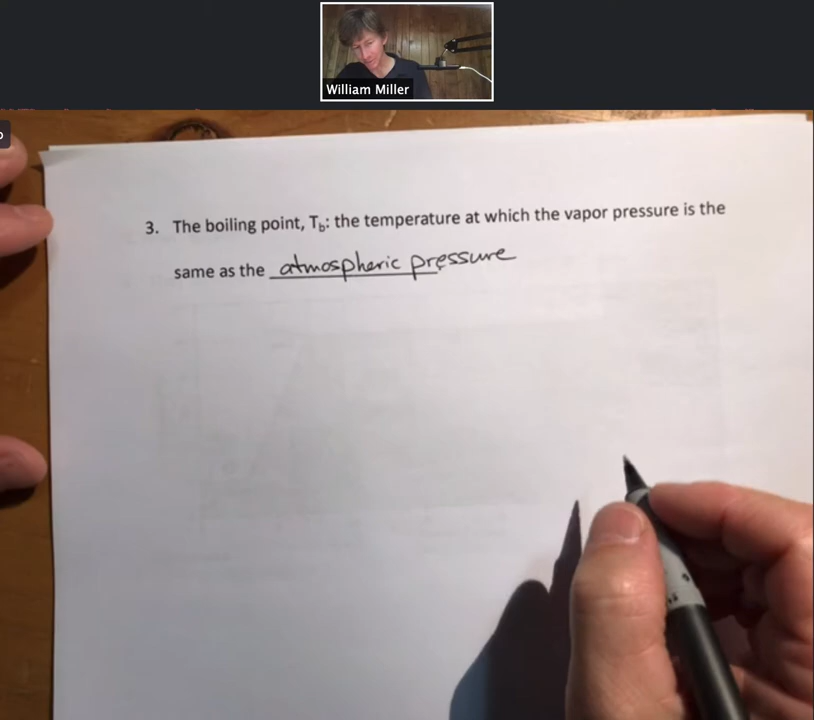 William Miller
3. The boiling point, Tb: the temperature at which the vapor pressure is the
same as the atmospheric pressure